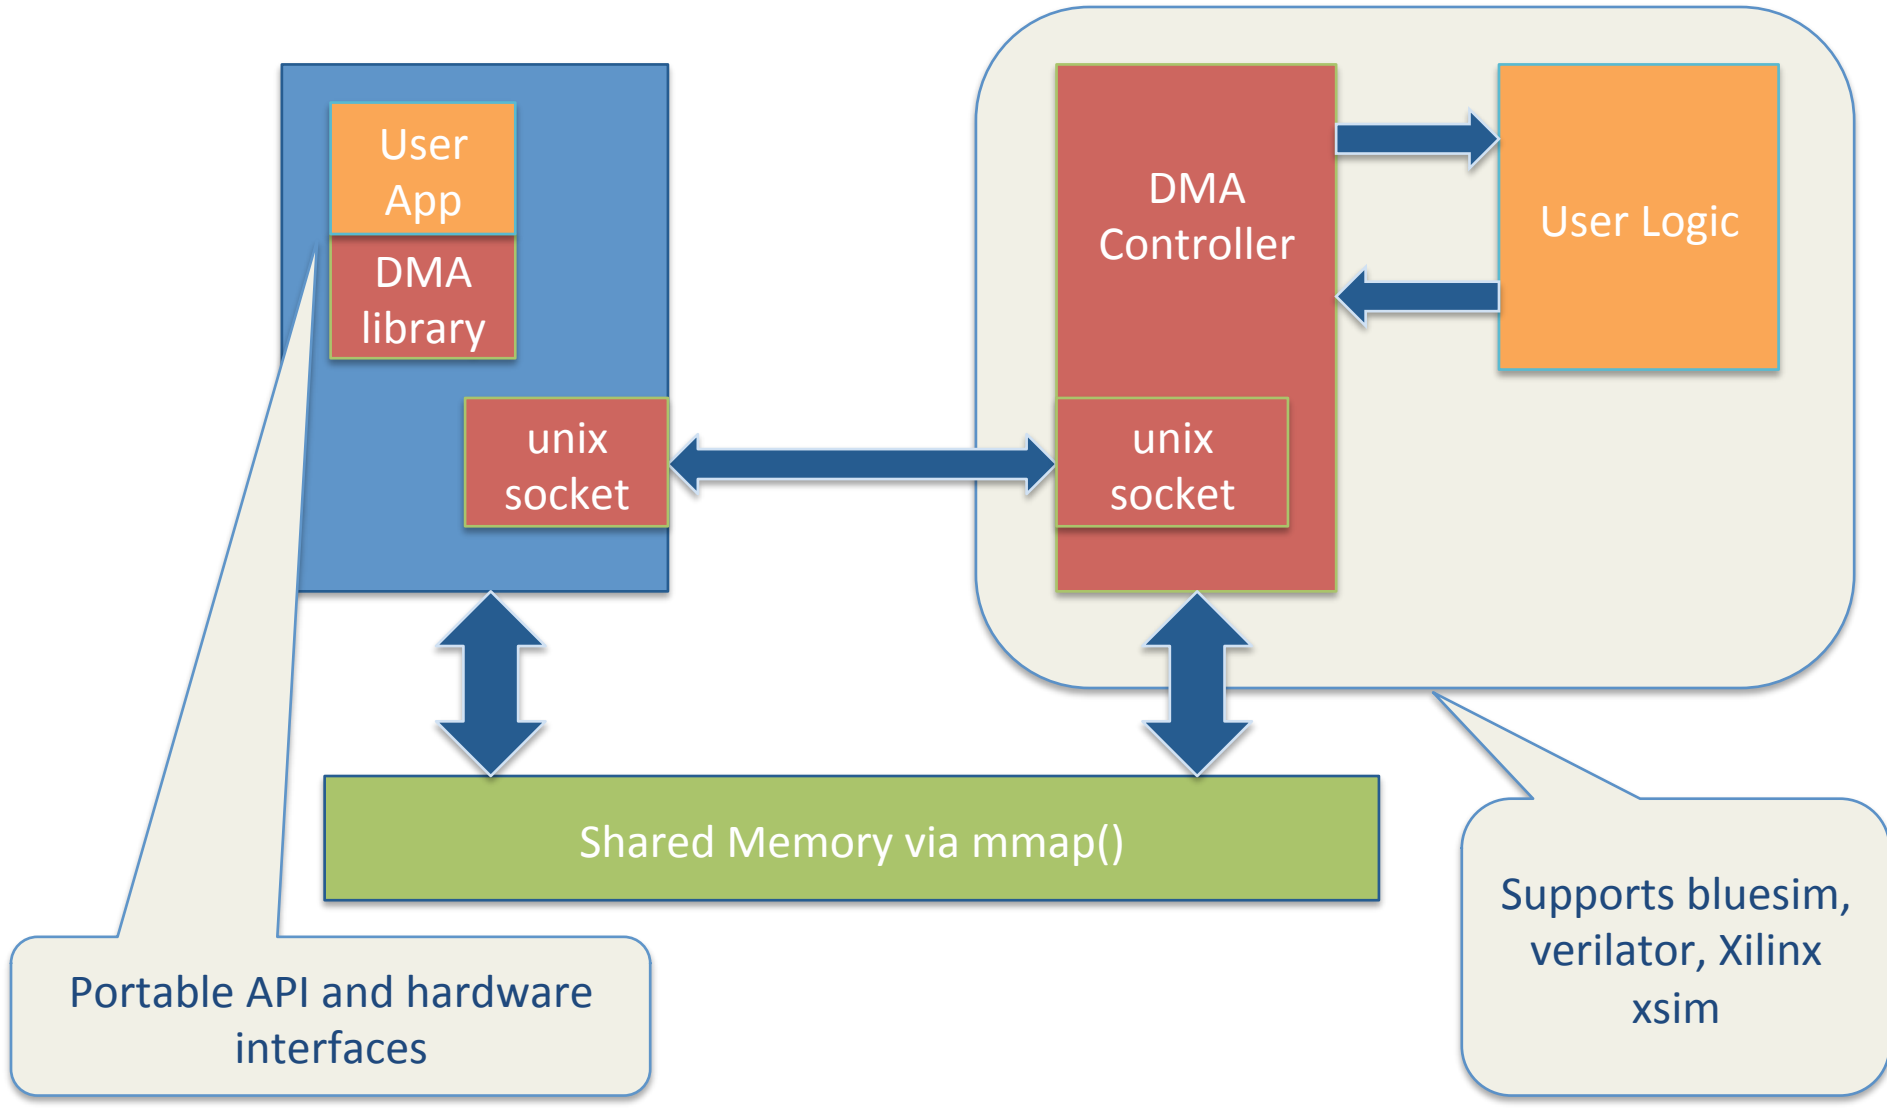 User
App
DMA
library
unix
socket
DMA
Controller
unix
socket
User Logic
Shared Memory via mmap()
Portable API and hardware
interfaces
Supports bluesim,
verilator, Xilinx
xsim